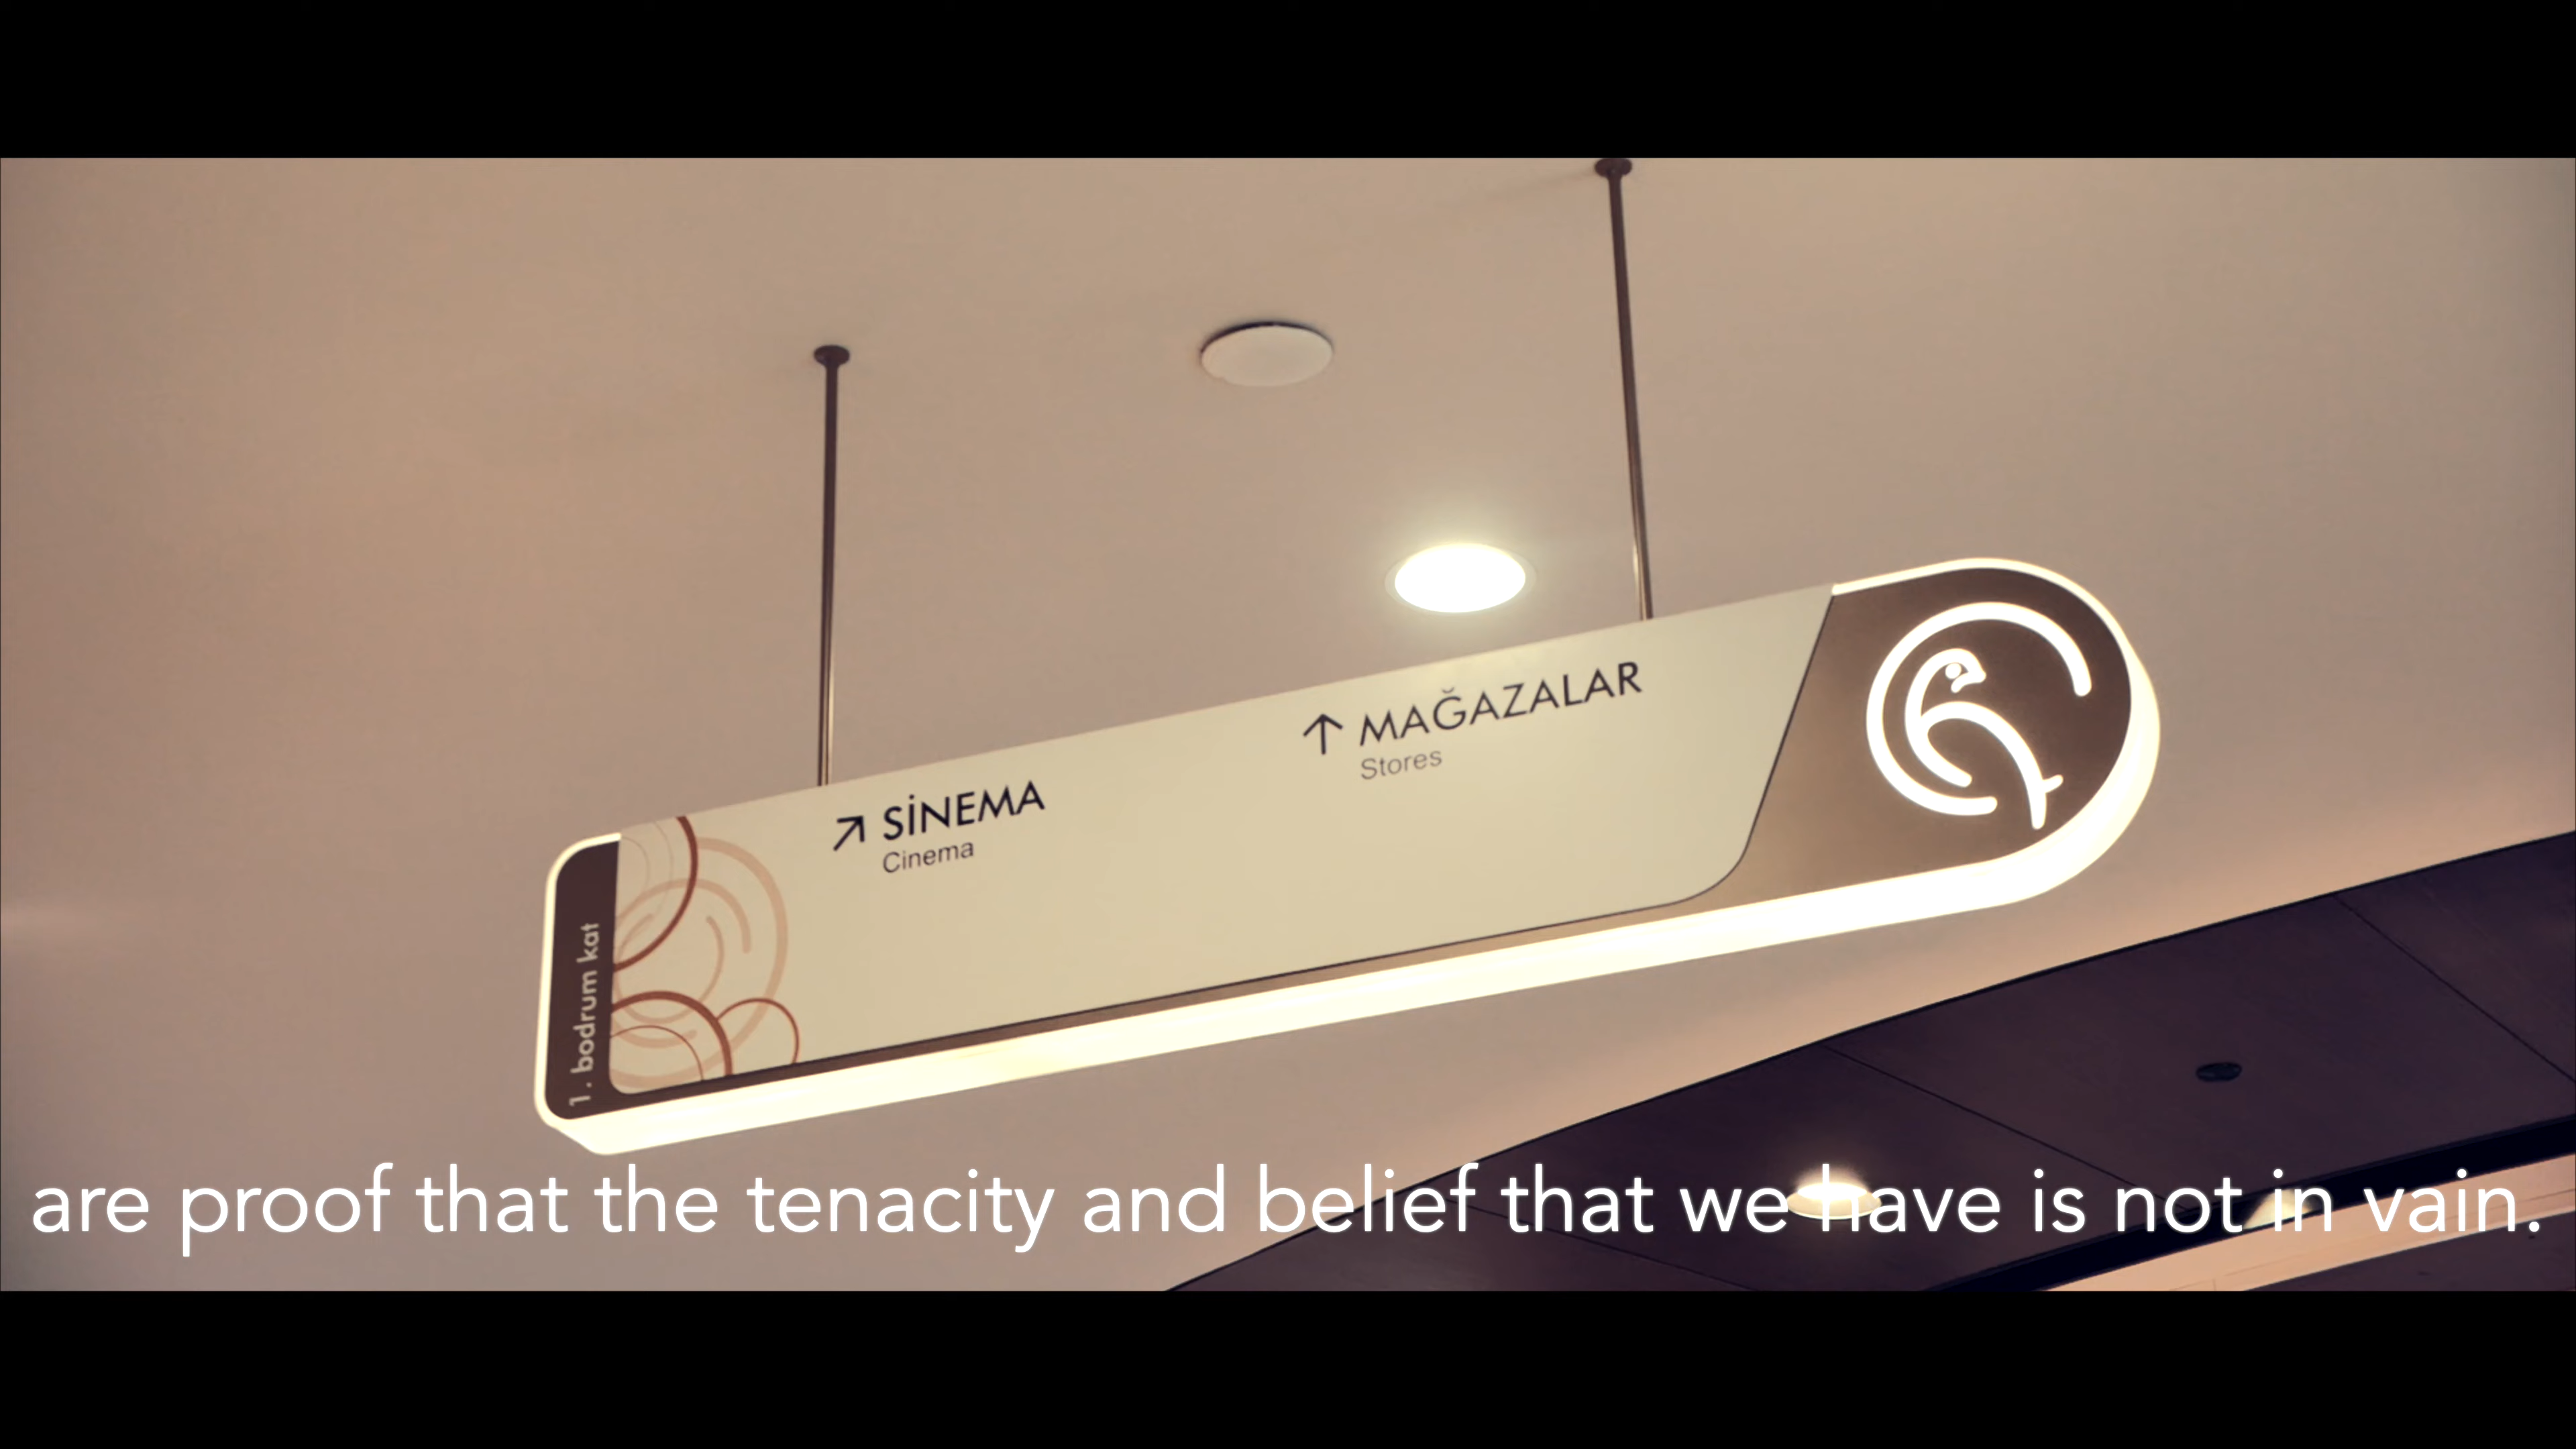 SİNEMA
Cinema
MAĞAZALAR
Stores
1. bodrum kat
are proof that the tenacity and belief that we have is not in vain.